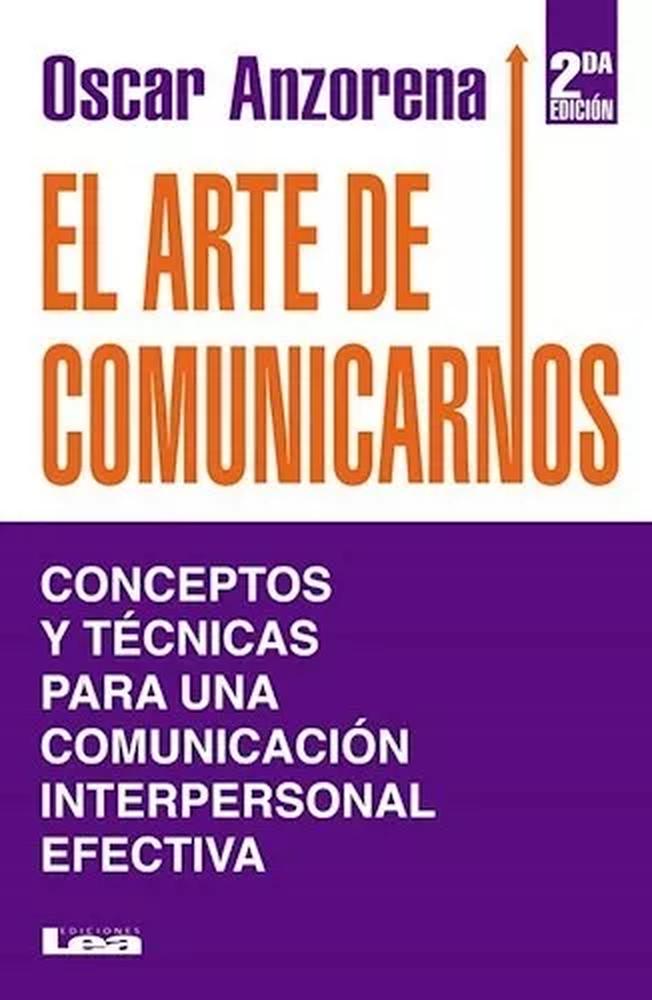 Oscar Anzorena
2DA
EDICIÓN
EL ARTE DE
COMUNICARNOS
CONCEPTOS
Y TÉCNICAS
PARA UNA
COMUNICACIÓN
INTERPERSONAL
EFECTIVA
EDICIONES
Lea